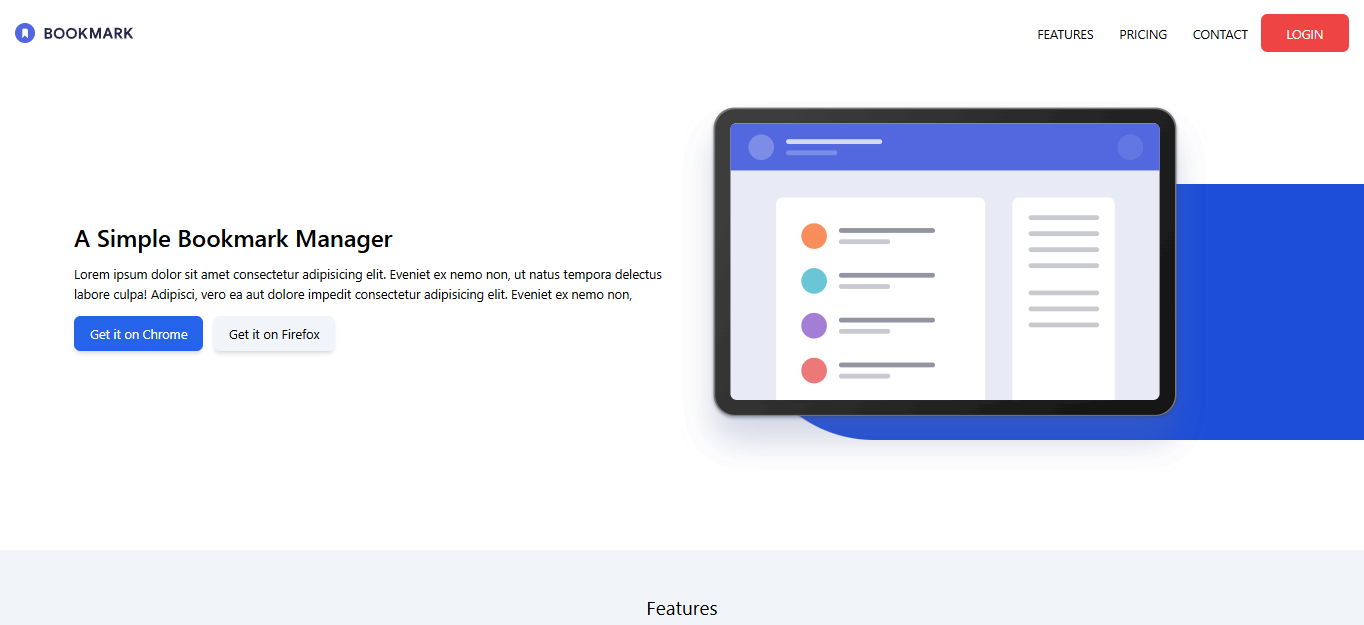 BOOKMARK
FEATURES PRICING CONTACT LOGIN
A Simple Bookmark Manager
Lorem ipsum dolor sit amet consectetur adipisicing elit. Eveniet ex nemo non, ut natus tempora delectus
labore culpa! Adipisci, vero ea aut dolore impedit consectetur adipisicing elit. Eveniet ex nemo non,
Get it on Chrome Get it on Firefox
Features